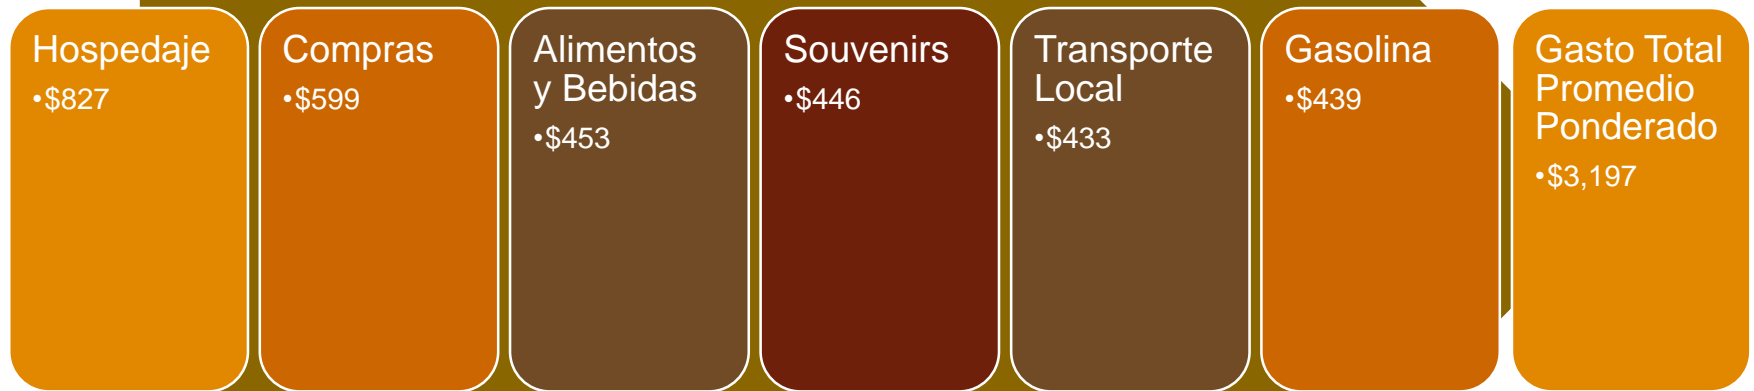 Hospedaje
•$827
Compras
•$599
Alimentos
y Bebidas
•$453
Souvenirs
•$446
Transporte
Local
•$433
Gasolina
•$439
Gasto Total
Promedio
Ponderado
•$3,197